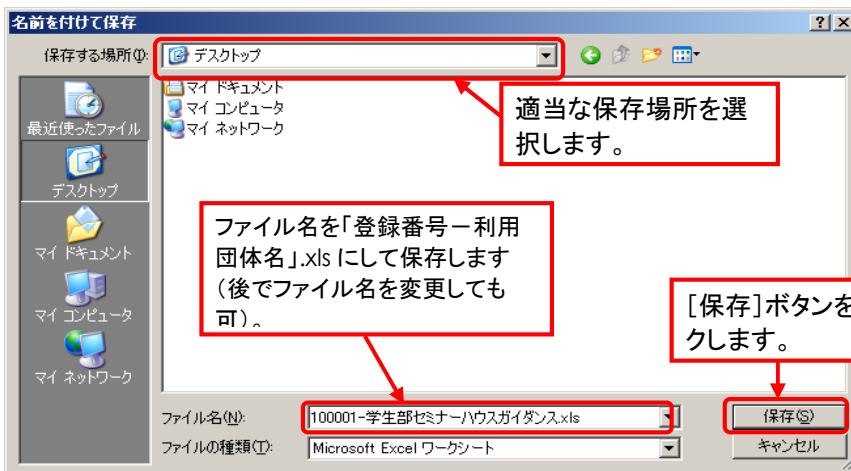 名前を付けて保存
保存する場所(I):
デスクトップ
マイ ドキュメント
マイ コンピュータ
マイ ネットワーク
適当な保存場所を選
択します。
最近使ったファイル
デスクトップ
マイ ドキュメント
マイ コンピュータ
マイ ネットワーク
ファイル名を「登録番号－利用
団体名」.xls にして保存します
（後でファイル名を変更しても
可）。
[保存]ボタンを
クします。
ファイル名(N):
100001-学生部セミナーハウスガイダンス.xls
保存(S)
ファイルの種類(T):
Microsoft Excel ワークシート
キャンセル